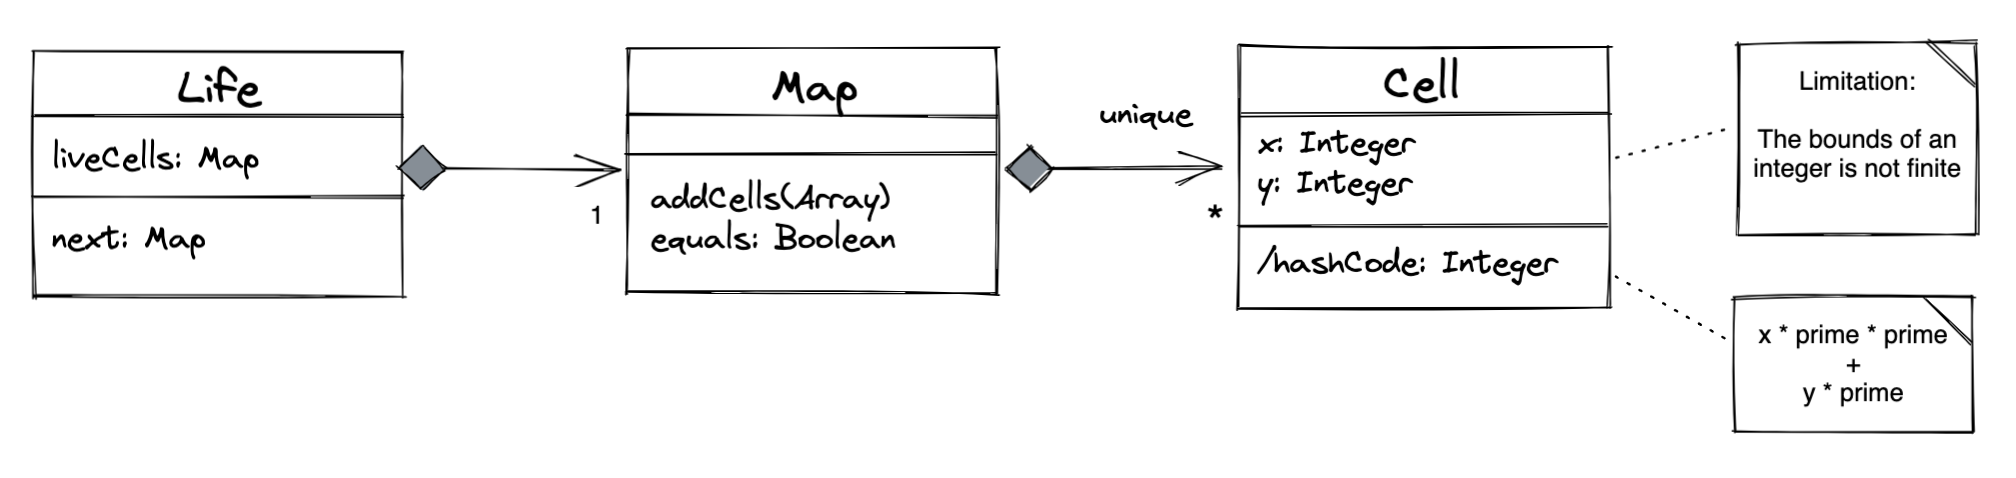 Life
liveCells: Map
next: Map
1
Map
addCells(Array)
equals: Boolean
unique
*
Cell
x: Integer
y: Integer
/hashCode: Integer
Limitation:
The bounds of an
integer is not finite
x * prime * prime
+
y * prime